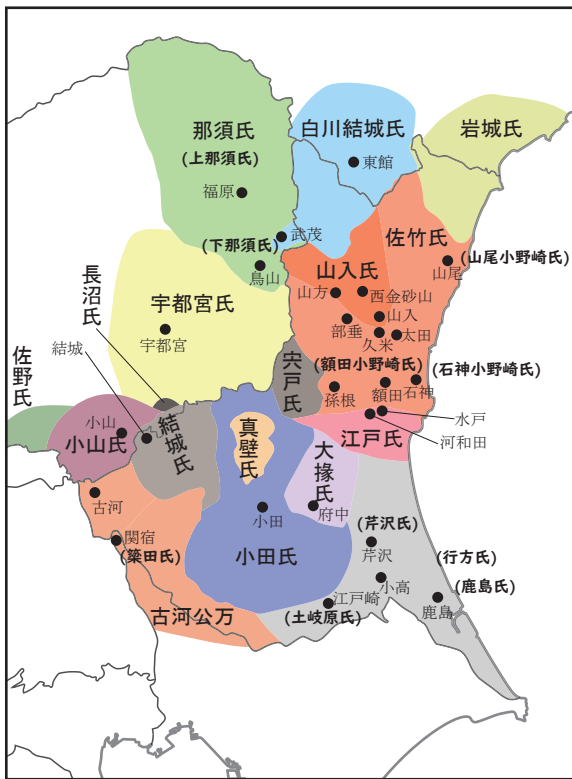 那須氏
(上那須氏)
福原
白川結城氏
東館
岩城氏
武茂
(下那須氏)
烏山
佐竹氏
(山尾小野崎氏)
山尾
山入氏
山方
西金砂山
山入
部垂
久米
太田
長沼氏
宇都宮氏
宇都宮
結城
佐野氏
宍戸氏
(額田小野崎氏)
(石神小野崎氏)
孫根
額田
石神
水戸
河和田
江戸氏
小山
小山氏
結城氏
真壁氏
大掾氏
府中
古河
小田
小田氏
関宿
(簗田氏)
古河公万
(芹沢氏)
芹沢
(行方氏)
小高
(鹿島氏)
鹿島
江戸崎
(土岐原氏)